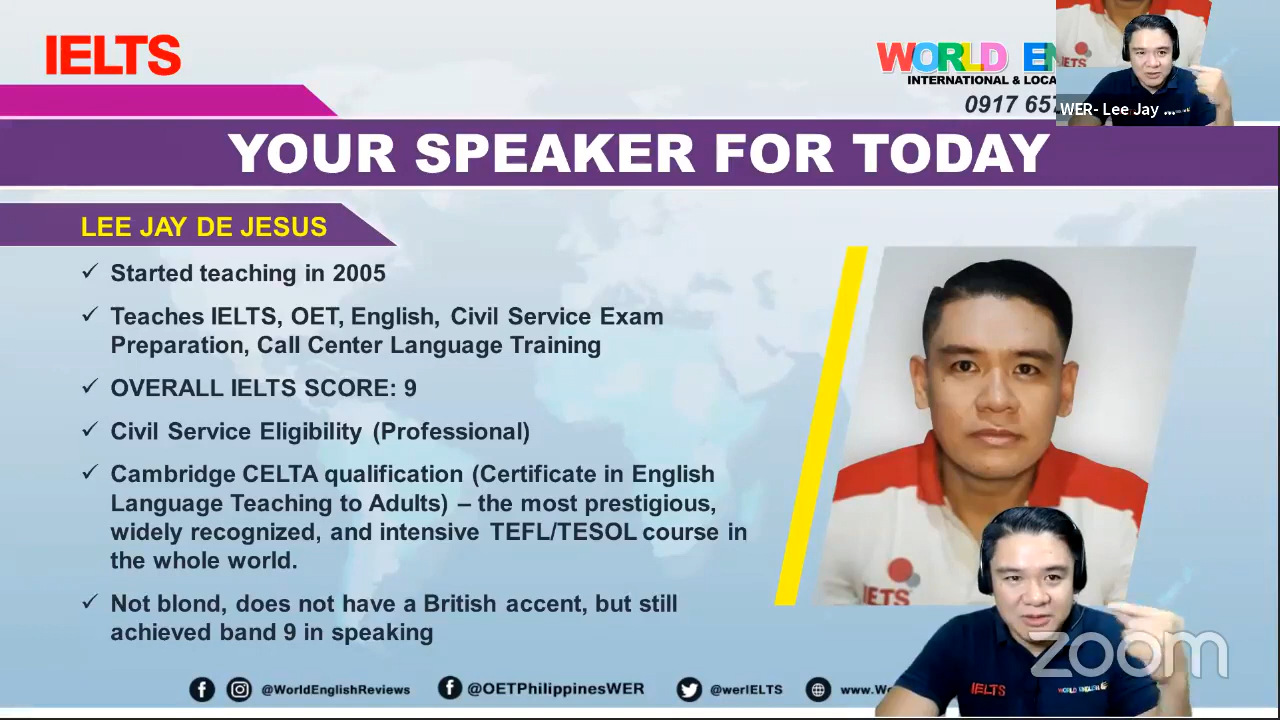 IELTS
WORLD EN
INTERNATIONAL & LOCA
0917 657
WER- Lee Jay ...
YOUR SPEAKER FOR TODAY
LEE JAY DE JESUS
✓ Started teaching in 2005
✓ Teaches IELTS, OET, English, Civil Service Exam
Preparation, Call Center Language Training
✓ OVERALL IELTS SCORE: 9
✓ Civil Service Eligibility (Professional)
✓ Cambridge CELTA qualification (Certificate in English
Language Teaching to Adults) – the most prestigious,
widely recognized, and intensive TEFL/TESOL course in
the whole world.
✓ Not blond, does not have a British accent, but still
achieved band 9 in speaking
IETS
zoom
IELTS
WORLD ENGLISH
@WorldEnglishReviews
@OETPhilippinesWER
@werIELTS
www.Wo